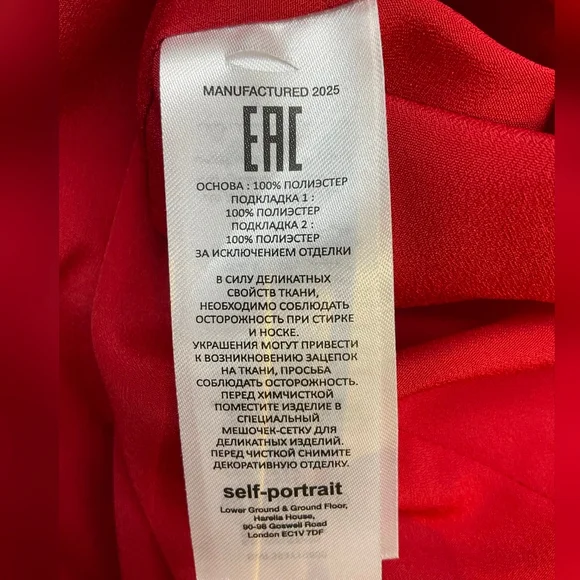 MANUFACTURED 2025
EAC
ОСНОВА : 100% ПОЛИЭСТЕР
ПОДКЛАДКА 1 :
100% ПОЛИЭСТЕР
ПОДКЛАДКА 2 :
100% ПОЛИЭСТЕР
ЗА ИСКЛЮЧЕНИЕМ ОТДЕЛКИ
В СИЛУ ДЕЛИКАТНЫХ
СВОЙСТВ ТКАНИ,
НЕОБХОДИМО СОБЛЮДАТЬ
ОСТОРОЖНОСТЬ ПРИ СТИРКЕ
И НОСКЕ.
УКРАШЕНИЯ МОГУТ ПРИВЕСТИ
К ВОЗНИКНОВЕНИЮ ЗАЦЕПОК
НА ТКАНИ, ПРОСЬБА
СОБЛЮДАТЬ ОСТОРОЖНОСТЬ.
ПЕРЕД ХИМЧИСТКОЙ
ПОМЕСТИТЕ ИЗДЕЛИЕ В
СПЕЦИАЛЬНЫЙ
МЕШОЧЕК-СЕТКУ ДЛЯ
ДЕЛИКАТНЫХ ИЗДЕЛИЙ.
ПЕРЕД ЧИСТКОЙ СНИМИТЕ
ДЕКОРАТИВНУЮ ОТДЕЛКУ.
self-portrait
Lower Ground & Ground Floor,
Harella House,
90-98 Goswell Road
London EC1V 7DF